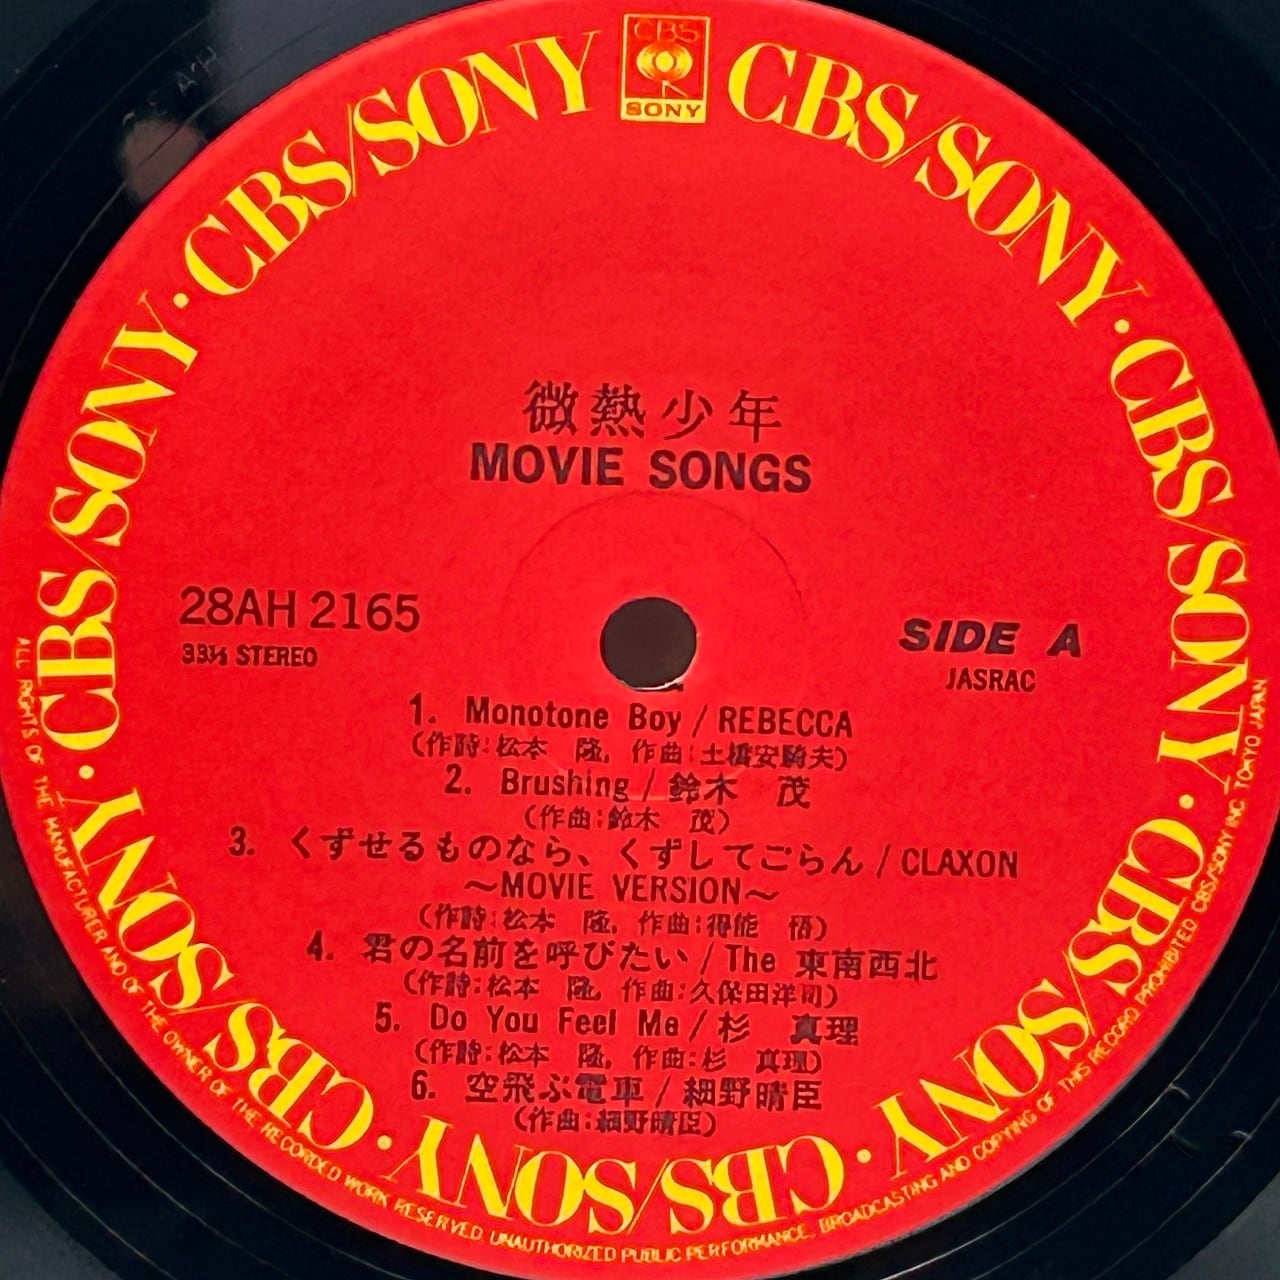 CBS
SONY
CBS/SONY · CBS/SONY · CBS/SONY · CBS/SONY · CBS/SONY · CBS/SONY · CBS/SONY · CBS/SONY · CBS/SONY · CBS/SONY
微熱少年
MOVIE SONGS
28AH 2165
33⅓ STEREO
SIDE A
JASRAC
1. Monotone Boy / REBECCA
(作詩:松本 隆, 作曲:土橋安騎夫)
2. Brushing / 鈴木 茂
(作曲:鈴木 茂)
3. くずせるものなら、くずしてごらん / CLAXON
～MOVIE VERSION～
(作詩:松本 隆, 作曲:得能 悟)
4. 君の名前を呼びたい / The 東南西北
(作詩:松本 隆, 作曲:久保田洋司)
5. Do You Feel Me / 杉 真理
(作詩:松本 隆, 作曲:杉 真理)
6. 空飛ぶ電車 / 細野晴臣
(作曲:細野晴臣)
ALL RIGHTS OF THE MANUFACTURER AND OF THE OWNER OF THE RECORDED WORK RESERVED. UNAUTHORIZED PUBLIC PERFORMANCE, BROADCASTING AND COPYING OF THIS RECORD PROHIBITED CBS/SONY INC. TOKYO JAPAN